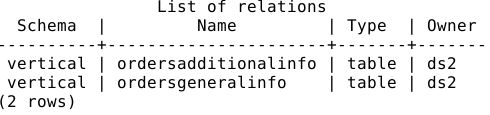 List of relations
Schema | Name | Type | Owner
----------+---------------------+-------+-------
vertical | ordersadditionalinfo | table | ds2
vertical | ordersgeneralinfo | table | ds2
(2 rows)